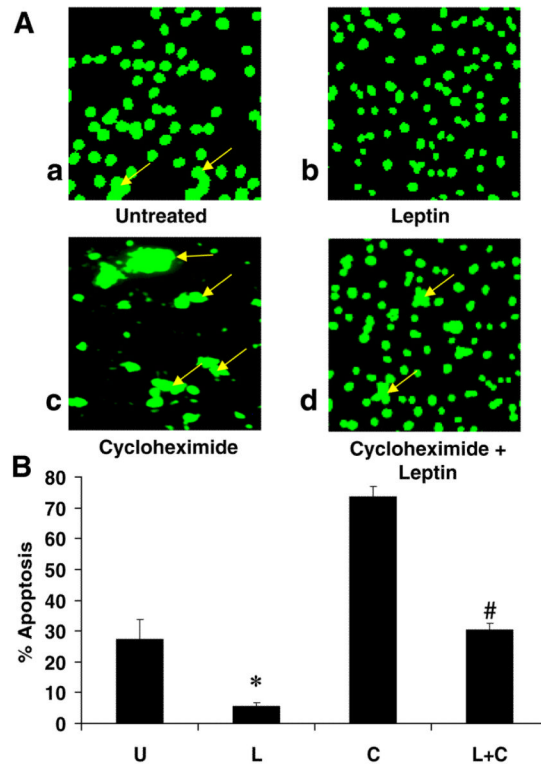 A
a
b
Untreated
Leptin
c
d
Cycloheximide
Cycloheximide +
Leptin
B
80
70
60
50
40
30
20
10
0
% Apoptosis
*
#
U
L
C
L+C